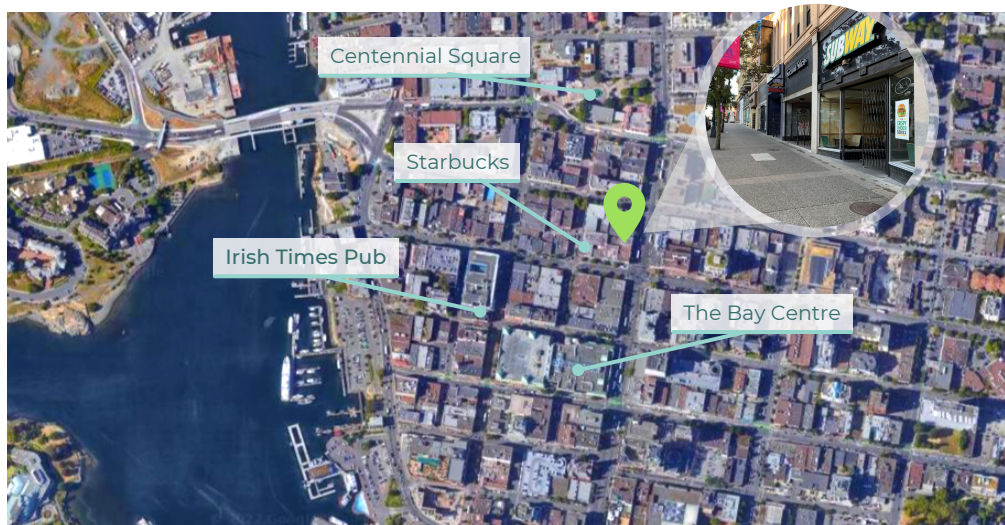 Centennial Square
SUBWAY
Starbucks
Irish Times Pub
The Bay Centre